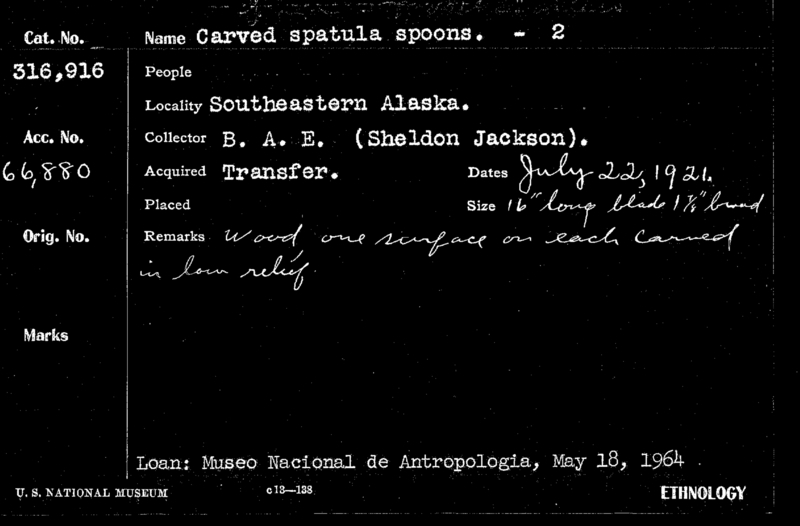 Cat. No. Name Carved spatula spoons. - 2
316,916 People
Locality Southeastern Alaska.
Acc. No. Collector B. A. E. (Sheldon Jackson).
66,880 Acquired Transfer. Dates July 22, 1921.
Placed Size 16" long blade 1 ⅞" broad
Orig. No. Remarks Wood, one surface on each carved
in low relief.
Marks
Loan: Museo Nacional de Antropologia, May 18, 1964.
U. S. NATIONAL MUSEUM c13—138 ETHNOLOGY